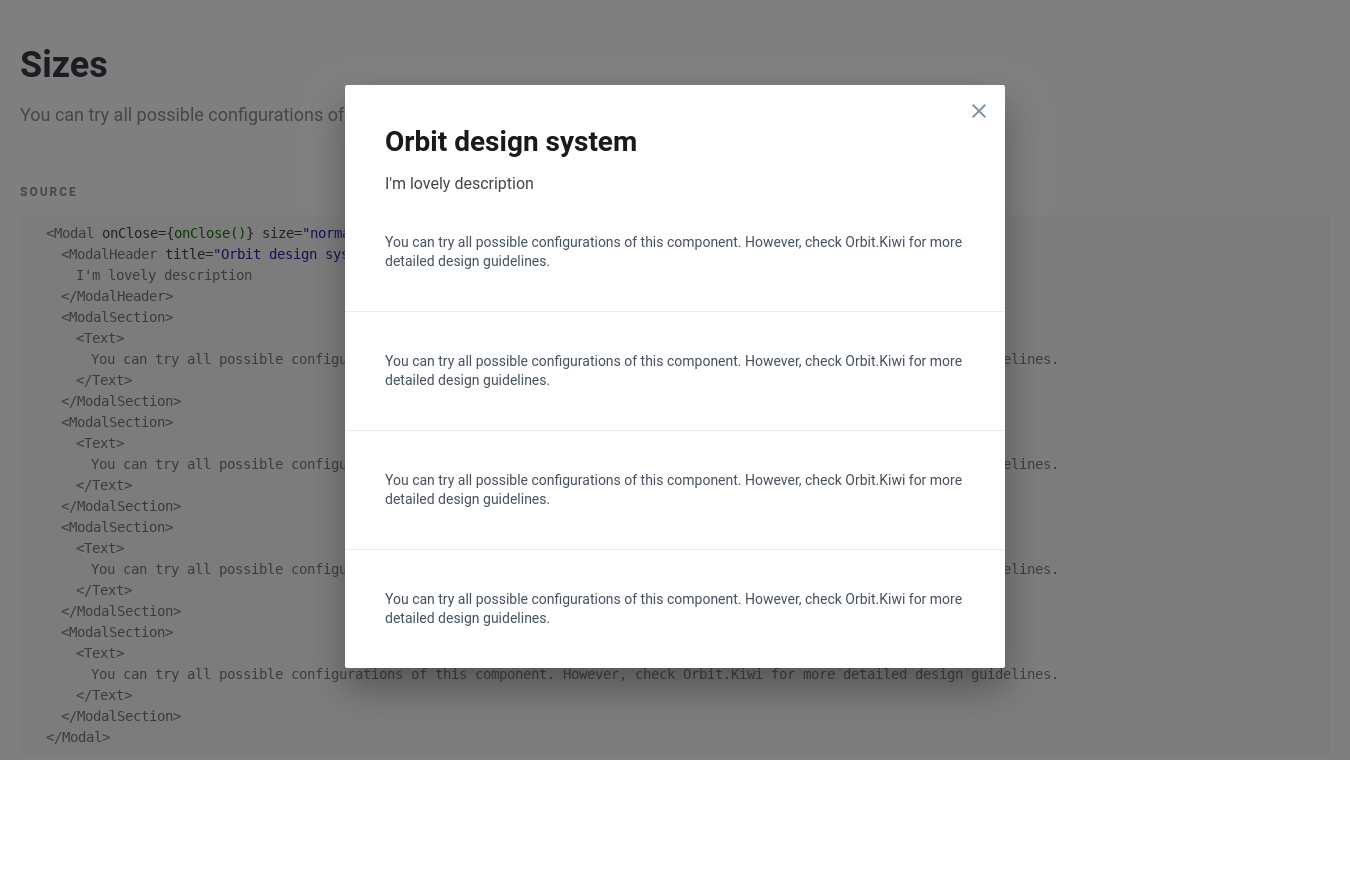 Sizes
You can try all possible configurations of
SOURCE
<Modal onClose={onClose()} size="norma
<ModalHeader title="Orbit design sys
I'm lovely description
</ModalHeader>
<ModalSection>
<Text>
You can try all possible configu elines.
</Text>
</ModalSection>
<ModalSection>
<Text>
You can try all possible configu elines.
</Text>
</ModalSection>
<ModalSection>
<Text>
You can try all possible configu elines.
</Text>
</ModalSection>
<ModalSection>
<Text>
You can try all possible configurations of this component. However, check Orbit.Kiwi for more detailed design guidelines.
</Text>
</ModalSection>
</Modal>
Orbit design system
I'm lovely description
You can try all possible configurations of this component. However, check Orbit.Kiwi for more
detailed design guidelines.
You can try all possible configurations of this component. However, check Orbit.Kiwi for more
detailed design guidelines.
You can try all possible configurations of this component. However, check Orbit.Kiwi for more
detailed design guidelines.
You can try all possible configurations of this component. However, check Orbit.Kiwi for more
detailed design guidelines.